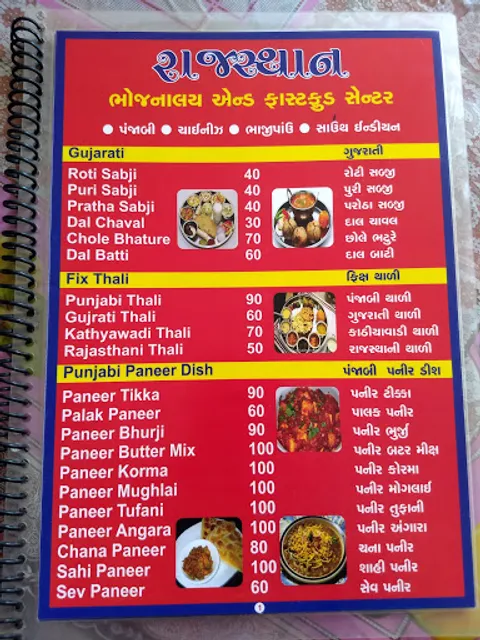 રાજસ્થાન
ભોજનાલય એન્ડ ફાસ્ટફુડ સેન્ટર
● પંજાબી ● ચાઈનીઝ ● ભાજીપાંઉ ● સાઉથ ઈન્ડીયન
Gujarati ગુજરાતી
Roti Sabji 40 રોટી સબ્જી
Puri Sabji 40 પુરી સબ્જી
Pratha Sabji 40 પરોઠા સબ્જી
Dal Chaval 30 દાલ ચાવલ
Chole Bhature 70 છોલે ભટુરે
Dal Batti 60 દાલ બાટી
Fix Thali ફિક્ષ થાળી
Punjabi Thali 90 પંજાબી થાળી
Gujrati Thali 60 ગુજરાતી થાળી
Kathyawadi Thali 70 કાઠીયાવાડી થાળી
Rajasthani Thali 50 રાજસ્થાની થાળી
Punjabi Paneer Dish પંજાબી પનીર ડીશ
Paneer Tikka 90 પનીર ટીક્કા
Palak Paneer 60 પાલક પનીર
Paneer Bhurji 90 પનીર ભુર્જી
Paneer Butter Mix 100 પનીર બટર મીક્ષ
Paneer Korma 100 પનીર કોરમા
Paneer Mughlai 100 પનીર મોગલાઈ
Paneer Tufani 100 પનીર તુફાની
Paneer Angara 100 પનીર અંગારા
Chana Paneer 80 ચના પનીર
Sahi Paneer 100 શાહી પનીર
Sev Paneer 60 સેવ પનીર
1